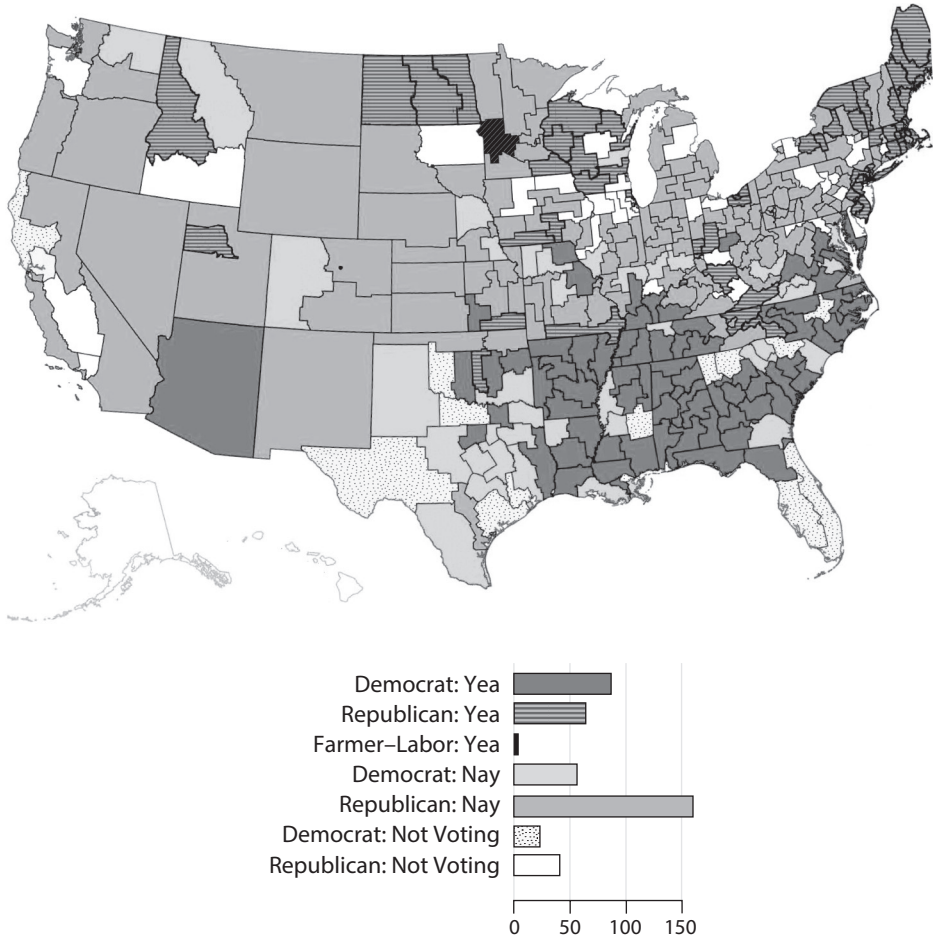 Democrat: Yea
Republican: Yea
Farmer–Labor: Yea
Democrat: Nay
Republican: Nay
Democrat: Not Voting
Republican: Not Voting
0 50 100 150